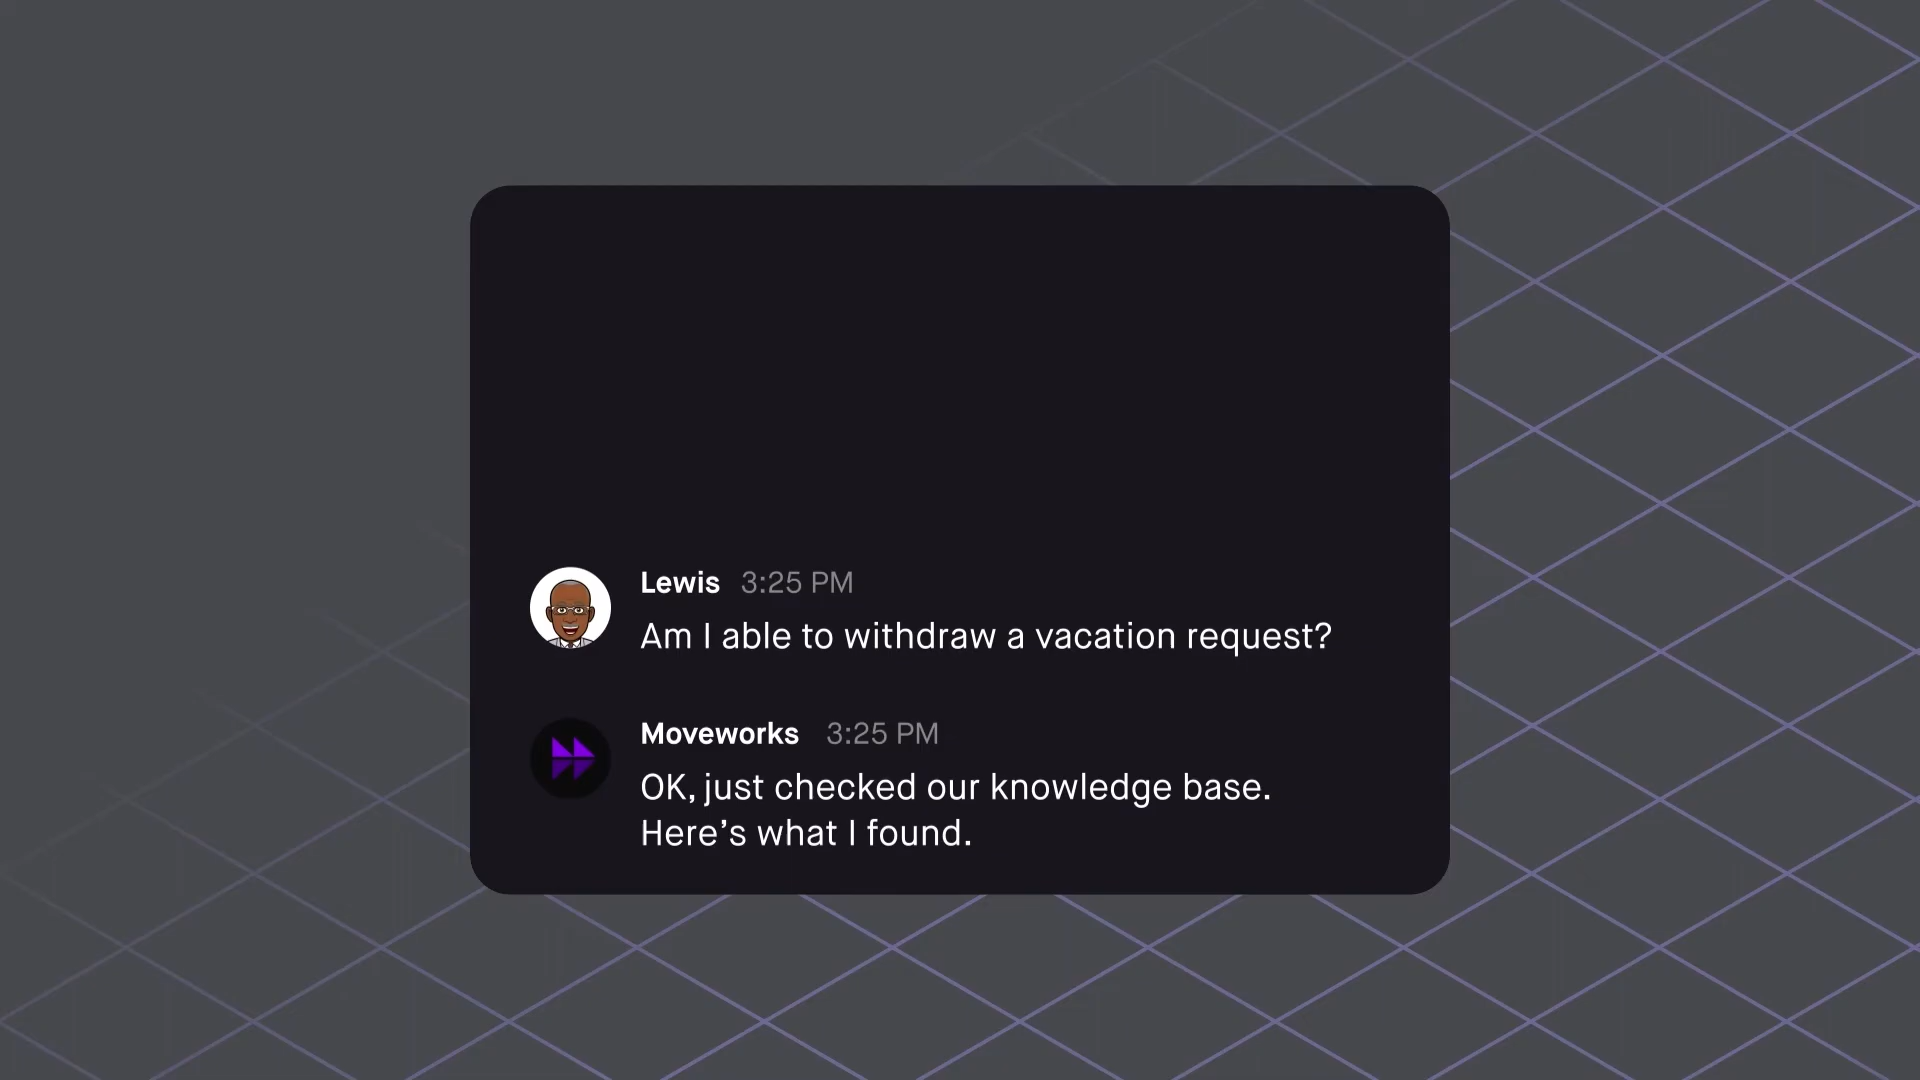 Lewis 3:25 PM
Am I able to withdraw a vacation request?
Moveworks 3:25 PM
OK, just checked our knowledge base.
Here’s what I found.